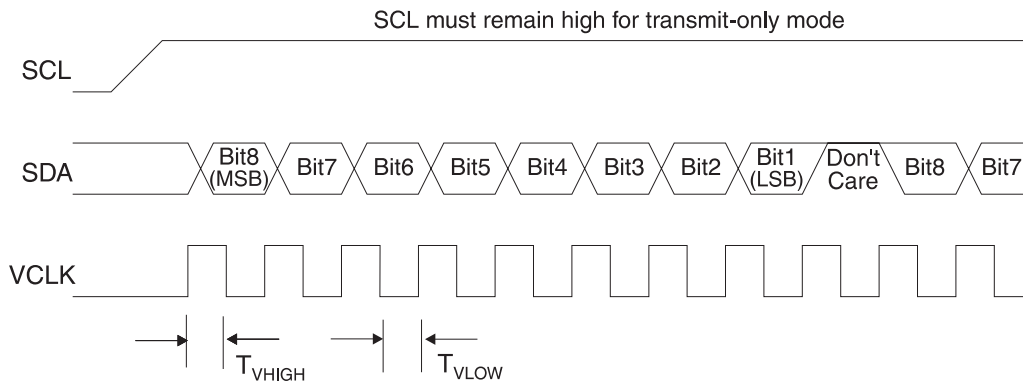 SCL must remain high for transmit-only mode
SCL
SDA
Bit8
(MSB)
Bit7
Bit6
Bit5
Bit4
Bit3
Bit2
Bit1
(LSB)
Don't
Care
Bit8
Bit7
VCLK
TVHIGH
TVLOW